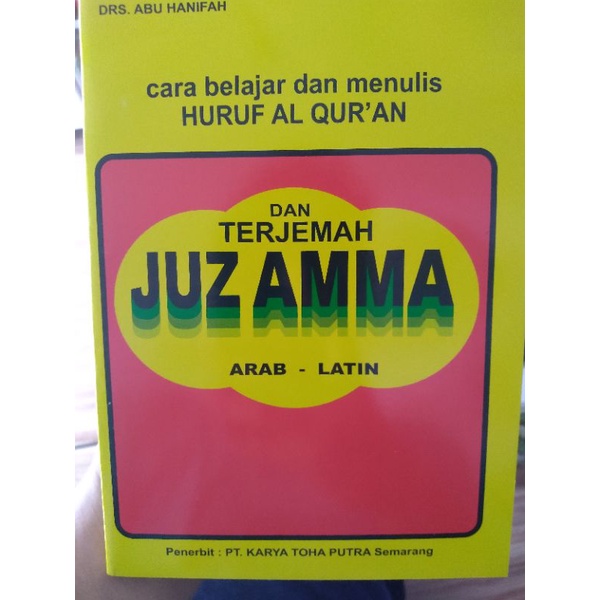 DRS. ABU HANIFAH
cara belajar dan menulis
HURUF AL QUR'AN
DAN
TERJEMAH
JUZ AMMA
ARAB - LATIN
Penerbit : PT. KARYA TOHA PUTRA Semarang